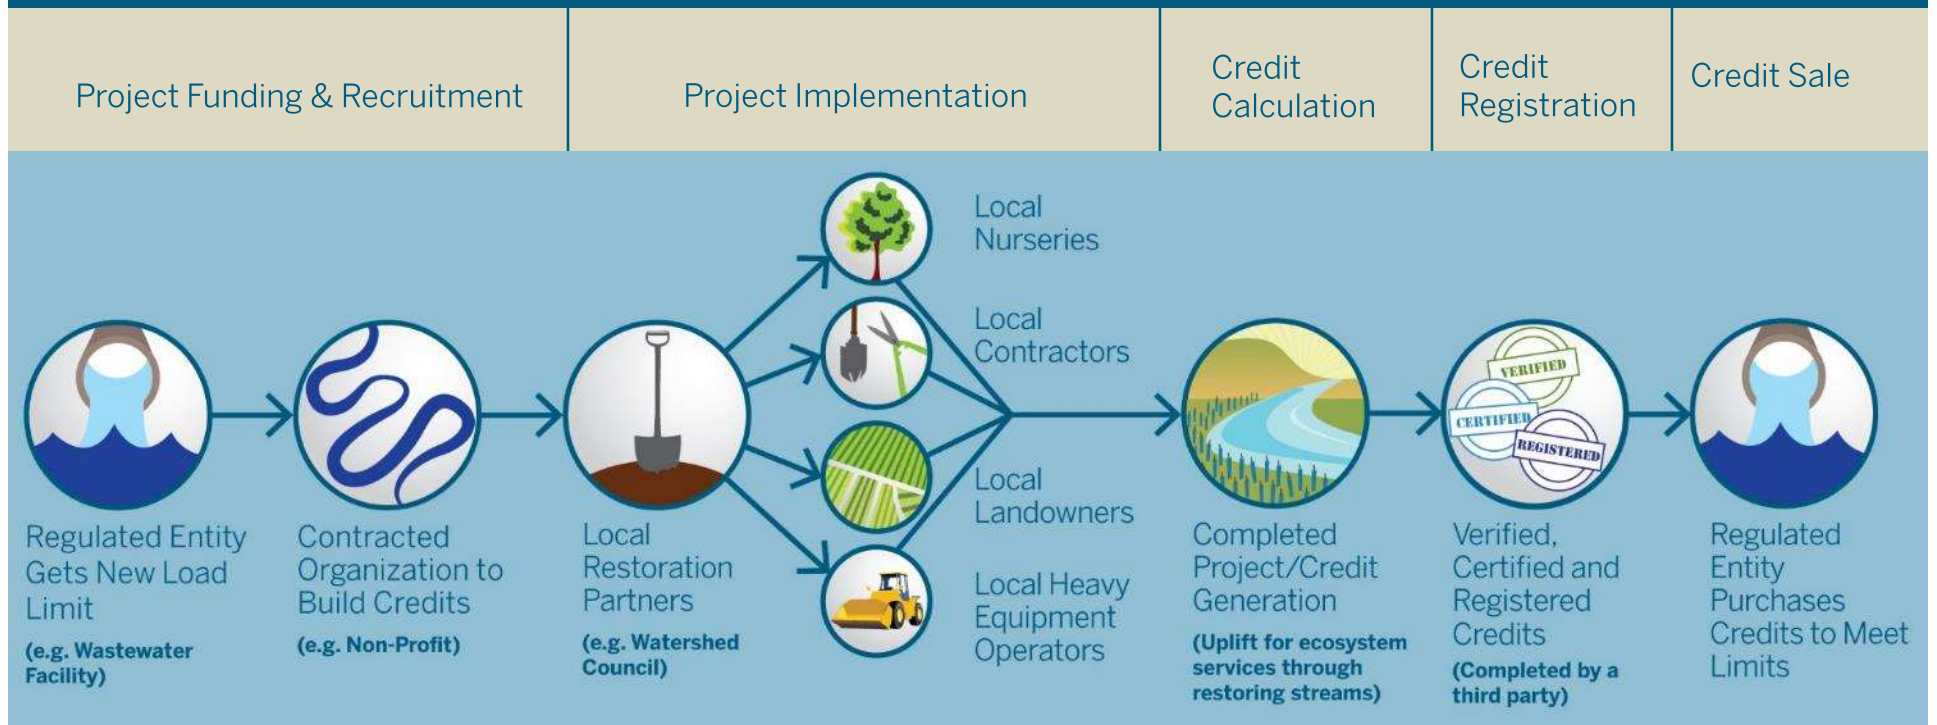 Project Funding & Recruitment
Project Implementation
Credit
Calculation
Credit
Registration
Credit Sale
Regulated Entity
Gets New Load
Limit
(e.g. Wastewater
Facility)
Contracted
Organization to
Build Credits
(e.g. Non-Profit)
Local
Restoration
Partners
(e.g. Watershed
Council)
Local
Nurseries
Local
Contractors
Local
Landowners
Local Heavy
Equipment
Operators
Completed
Project/Credit
Generation
(Uplift for ecosystem
services through
restoring streams)
VERIFIED
CERTIFIED
REGISTERED
Verified,
Certified and
Registered
Credits
(Completed by a
third party)
Regulated
Entity
Purchases
Credits to Meet
Limits